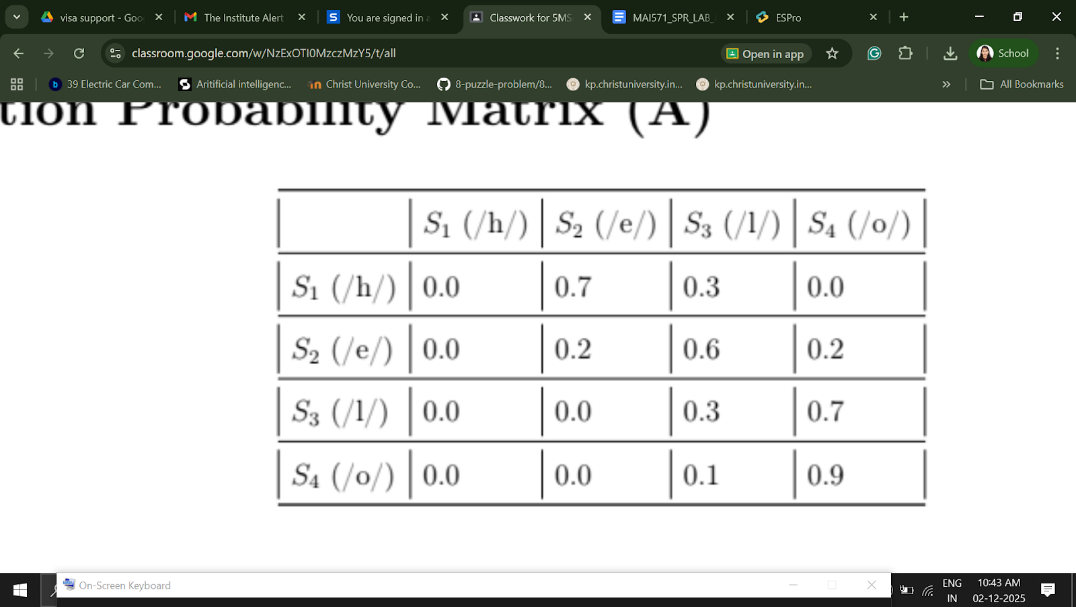 visa support - Goo
The Institute Alert
You are signed in a
Classwork for 5MS
MAI571_SPR_LAB_
ESPro
classroom.google.com/w/NzExOTI0MzczMzY5/t/all
Open in app
School
39 Electric Car Com...
Aritificial intelligenc...
Christ University Co...
8-puzzle-problem/8...
kp.christuniversity.in...
kp.christuniversity.in...
All Bookmarks
tion Probability Matrix (A)
S₁ (/h/) S₂ (/e/) S₃ (/l/) S₄ (/o/)
S₁ (/h/) 0.0 0.7 0.3 0.0
S₂ (/e/) 0.0 0.2 0.6 0.2
S₃ (/l/) 0.0 0.0 0.3 0.7
S₄ (/o/) 0.0 0.0 0.1 0.9
On-Screen Keyboard
ENG
IN
10:43 AM
02-12-2025